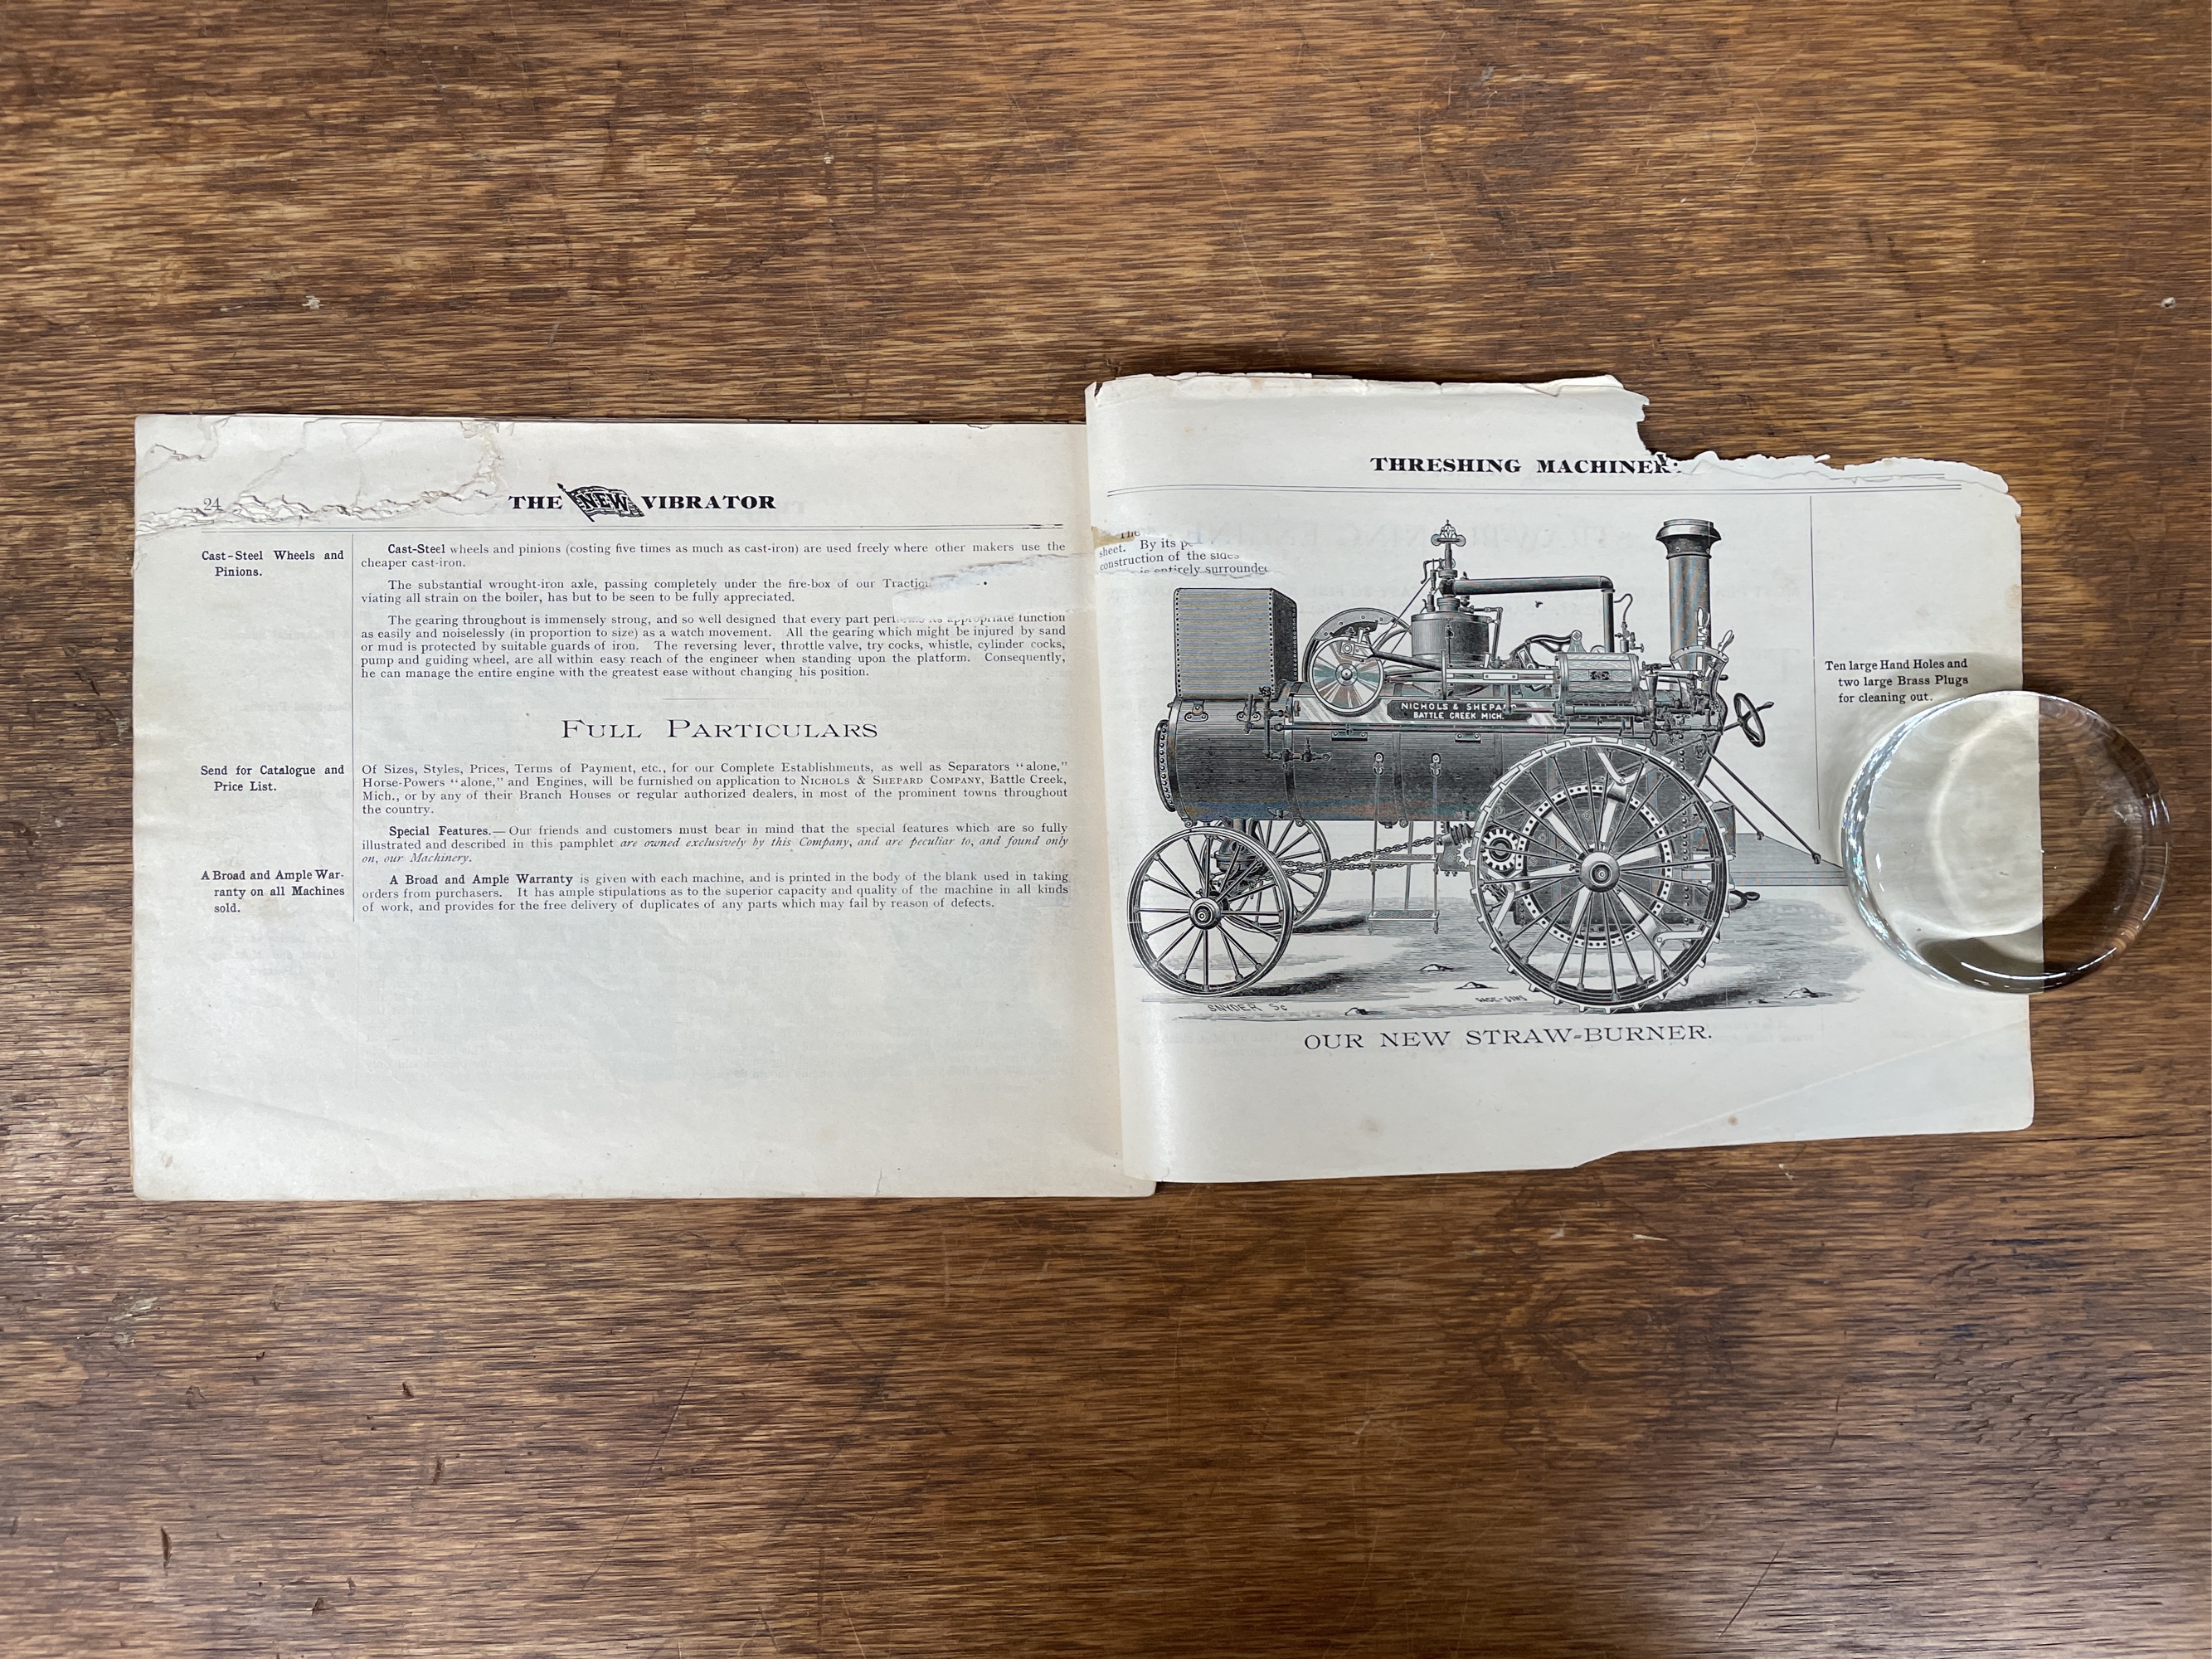 24
THE NEW VIBRATOR
Cast-Steel Wheels and
Pinions.
Cast-Steel wheels and pinions (costing five times as much as cast-iron) are used freely where other makers use the
cheaper cast-iron.
The substantial wrought-iron axle, passing completely under the fire-box of our
viating all strain on the boiler, has but to be seen to be fully appreciated.
The gearing throughout is immensely strong, and so well designed that every part its appropriate function
as easily and noiselessly (in proportion to size) as a watch movement. All the gearing which might be injured by sand
or mud is protected by suitable guards of iron. The reversing lever, throttle valve, try cocks, whistle, cylinder cocks,
pump and guiding wheel, are all within easy reach of the engineer when standing upon the platform. Consequently,
he can manage the entire engine with the greatest ease without changing his position.
FULL PARTICULARS
Send for Catalogue and
Price List.
Of Sizes, Styles, Prices, Terms of Payment, etc., for our Complete Establishments, as well as Separators "alone,"
Horse-Powers "alone," and Engines, will be furnished on application to NICHOLS & SHEPARD COMPANY, Battle Creek,
Mich., or by any of their Branch Houses or regular authorized dealers, in most of the prominent towns throughout
the country.
Special Features.—Our friends and customers must bear in mind that the special features which are so fully
illustrated and described in this pamphlet are owned exclusively by this Company, and are peculiar to, and found only
on, our Machinery.
A Broad and Ample War-
ranty on all Machines
sold.
A Broad and Ample Warranty is given with each machine, and is printed in the body of the blank used in taking
orders from purchasers. It has ample stipulations as to the superior capacity and quality of the machine in all kinds
of work, and provides for the free delivery of duplicates of any parts which may fail by reason of defects.
THRESHING MACHINER
The
sheet. By its
construction of the sides
is entirely surrounded
NICHOLS & SHEPARD
BATTLE CREEK MICH.
Ten large Hand Holes and
two large Brass Plugs
for cleaning out.
SNYDER Sc
OUR NEW STRAW-BURNER.